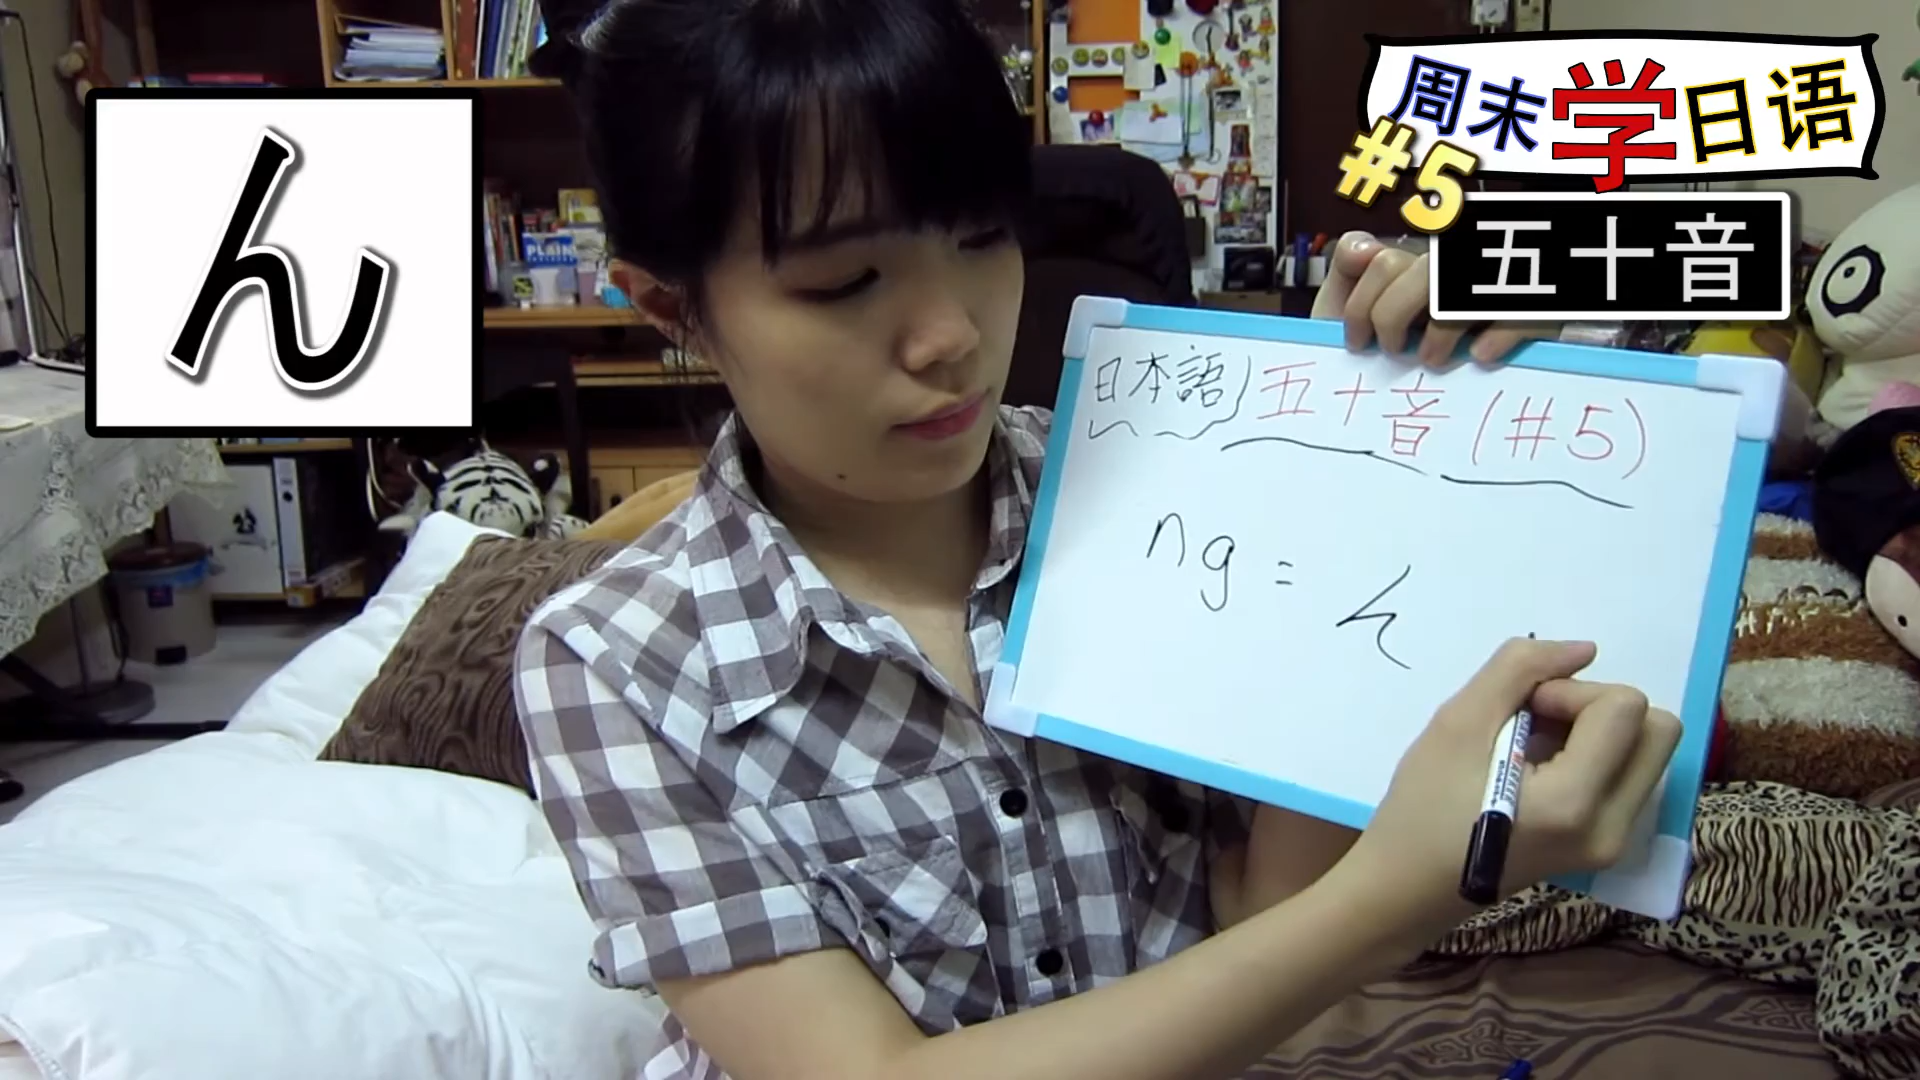 周末学日语
#5
五十音
ん
日本語 五十音 (#5)
ng = ん
PLAIN